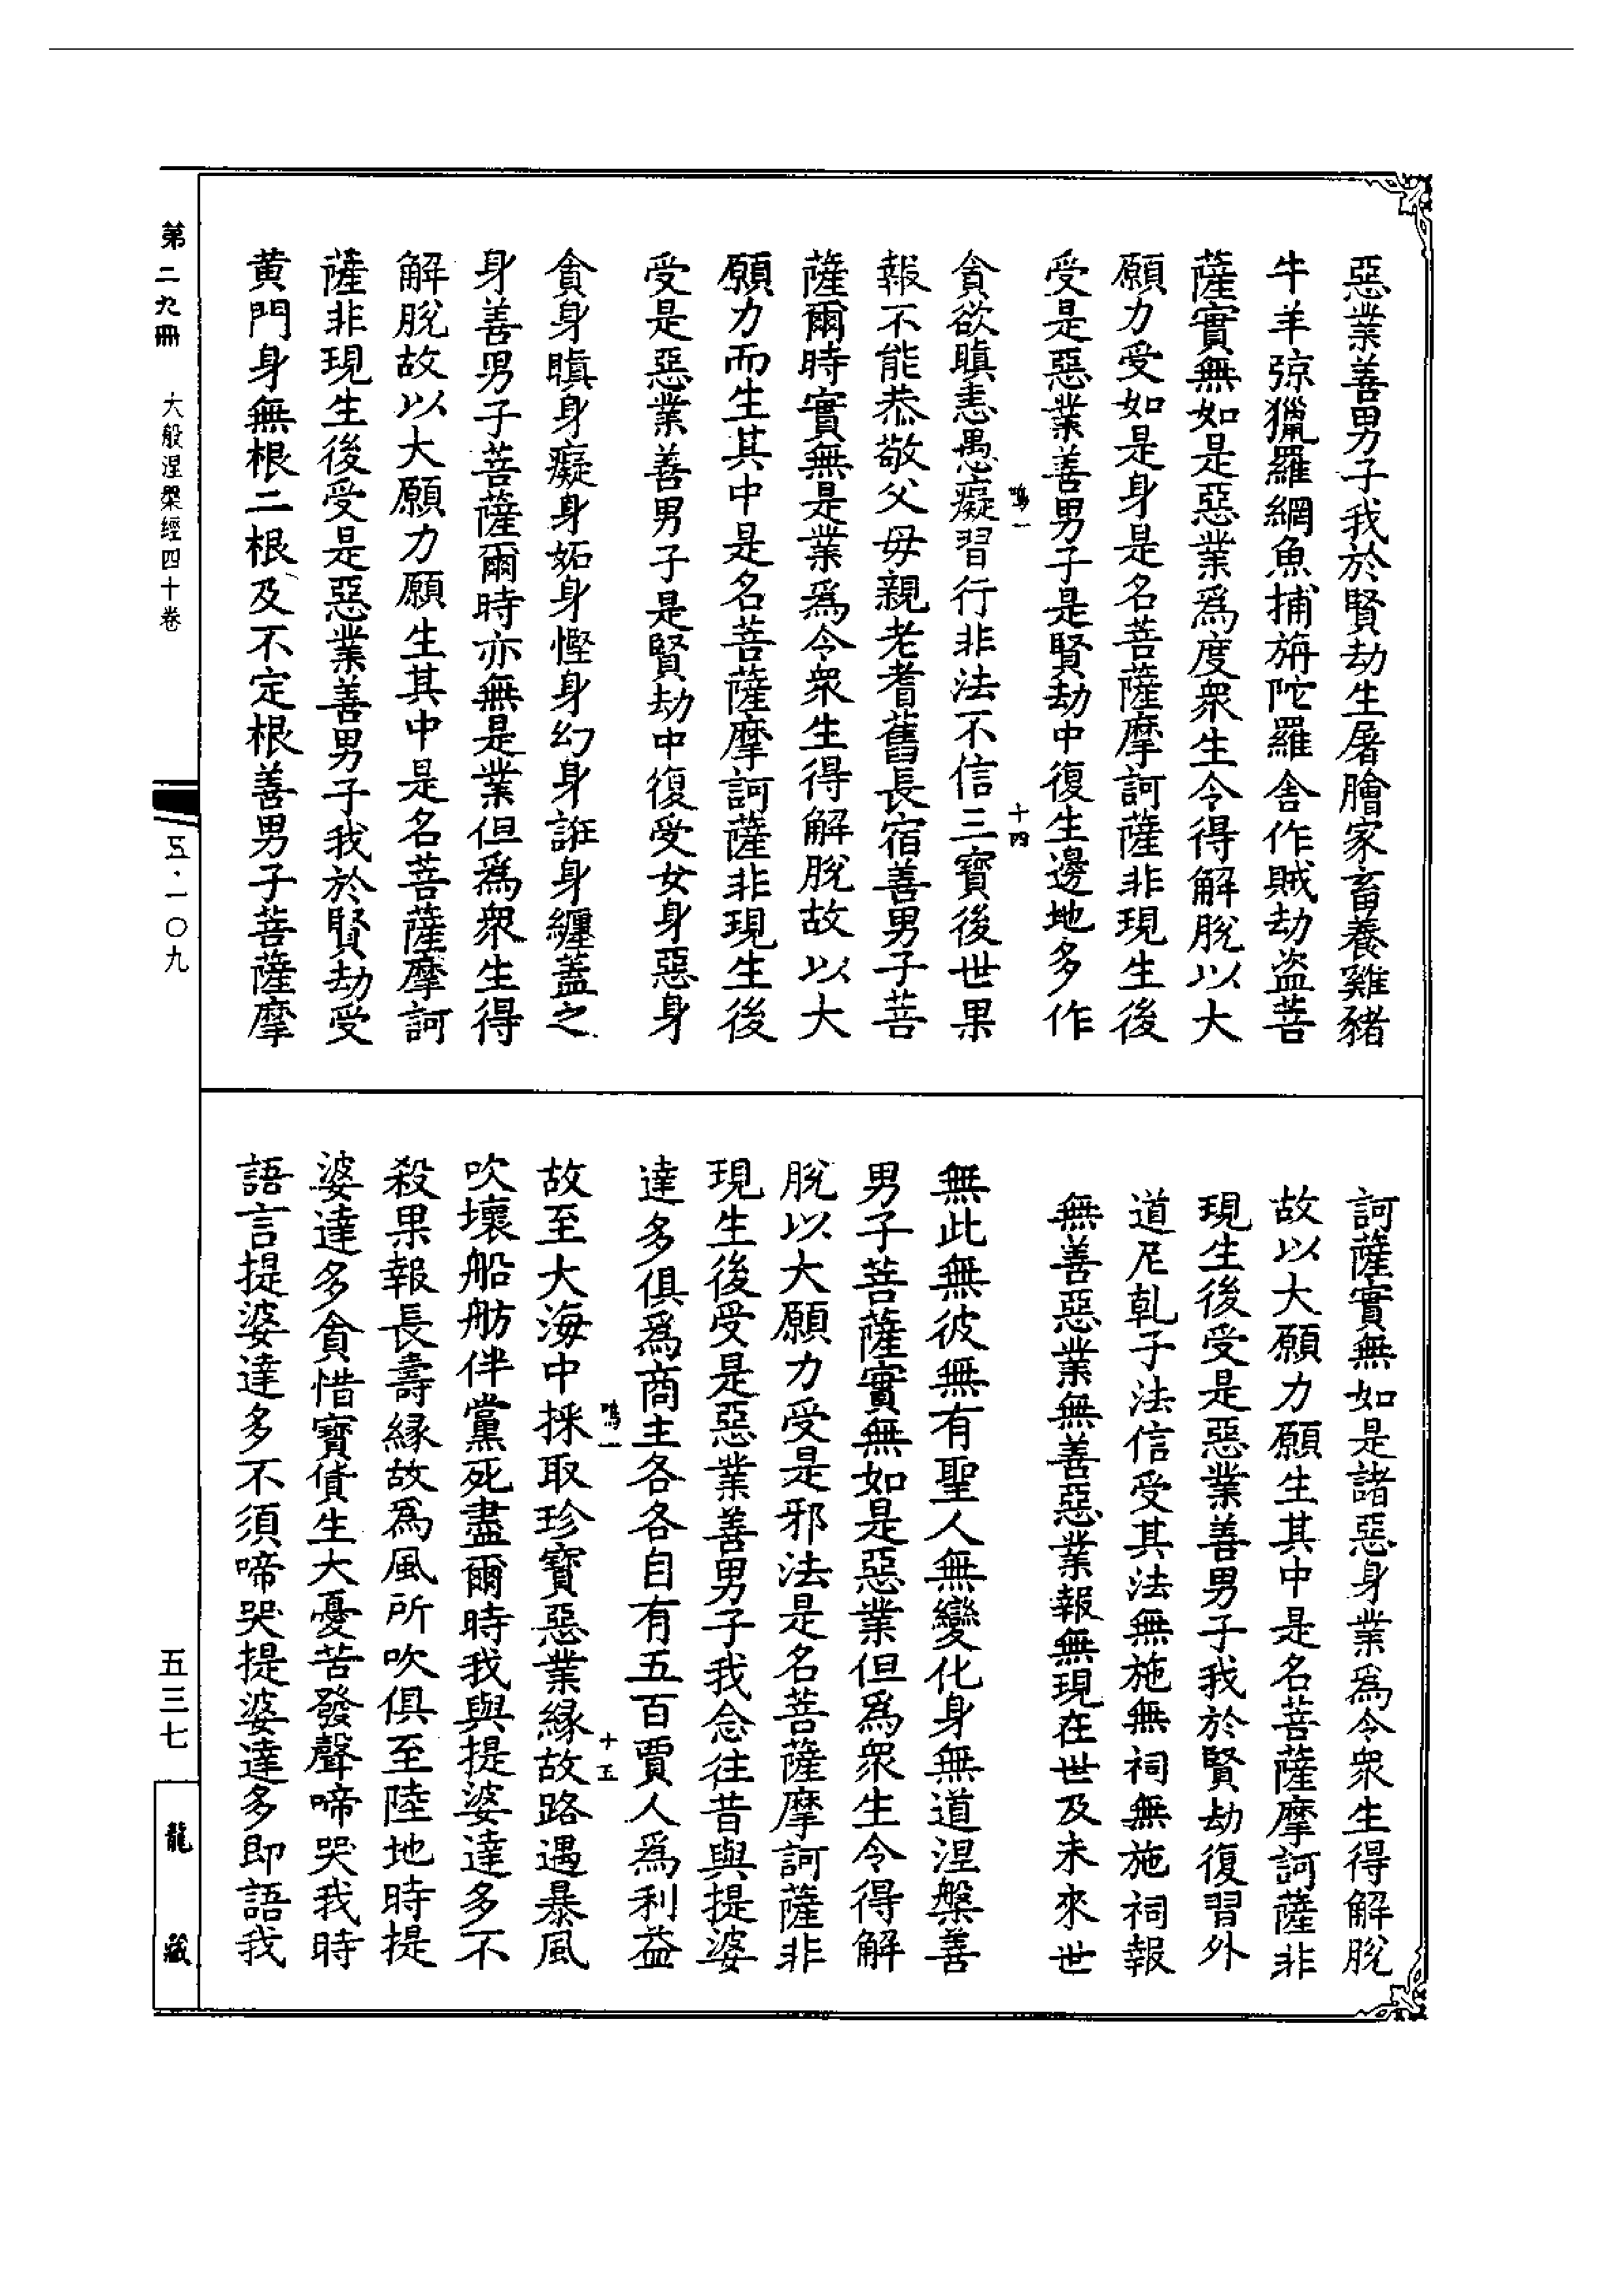 惡業善男子我於賢劫生屠膾家畜養雞豬
牛羊弶獵羅網魚捕旃陀羅舍作賊劫盜菩
薩實無如是惡業爲度衆生令得解脫以大
願力受如是身是名菩薩摩訶薩非現生後
受是惡業善男子是賢劫中復生邊地多作
鳴一
十四
貪欲瞋恚愚癡習行非法不信三寶後世果
報不能恭敬父母親老耆舊長宿善男子菩
薩爾時實無是業爲令衆生得解脫故以大
願力而生其中是名菩薩摩訶薩非現生後
受是惡業善男子是賢劫中復受女身惡身
貪身瞋身癡身妬身慳身幻身誑身纏蓋之
身善男子菩薩爾時亦無是業但爲衆生得
解脫故以大願力願生其中是名菩薩摩訶
薩非現生後受是惡業善男子我於賢劫受
黃門身無根二根及不定根善男子菩薩摩
訶薩實無如是諸惡身業爲令衆生得解脫
故以大願力願生其中是名菩薩摩訶薩非
現生後受是惡業善男子我於賢劫復習外
道尼乹子法信受其法無施無祠無施祠報
無善惡業無善惡業報無現在世及未來世
無此無彼無有聖人無變化身無道涅槃善
男子菩薩實無如是惡業但爲衆生令得解
脫以大願力受是邪法是名菩薩摩訶薩非
現生後受是惡業善男子我念往昔與提婆
達多俱爲商主各各自有五百賈人爲利益
鳴一
十五
故至大海中採取珍寶惡業緣故路遇暴風
吹壞船舫伴黨死盡爾時我與提婆達多不
殺果報長壽緣故爲風所吹俱至陸地時提
婆達多貪惜寶貨生大憂苦發聲啼哭我時
語言提婆達多不須啼哭提婆達多即語我
第二九冊
大般涅槃經四十卷
五·一〇九
五三七
龍藏